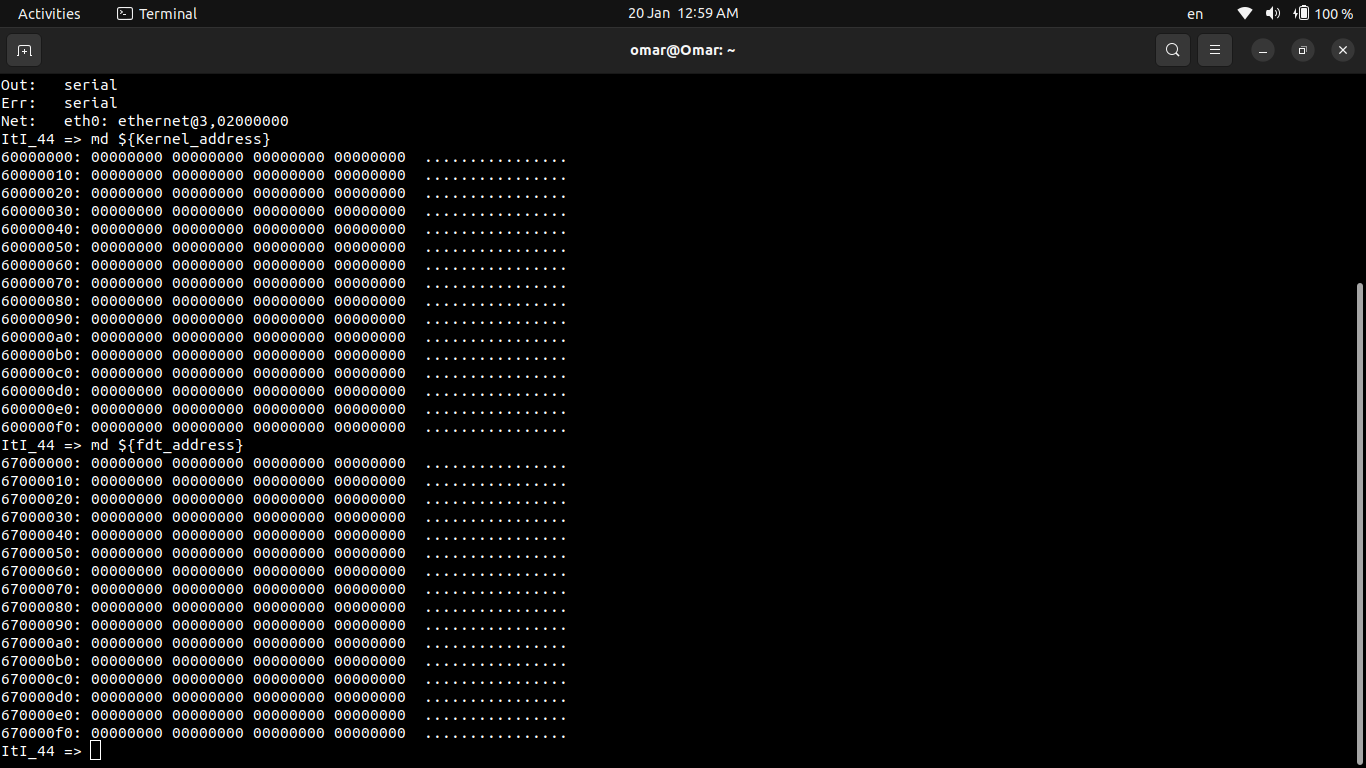 Activities Terminal 20 Jan 12:59 AM en 100 %
omar@Omar: ~
Out:   serial
Err:   serial
Net:   eth0: ethernet@3,02000000
ItI_44 => md ${Kernel_address}
60000000: 00000000 00000000 00000000 00000000  ................
60000010: 00000000 00000000 00000000 00000000  ................
60000020: 00000000 00000000 00000000 00000000  ................
60000030: 00000000 00000000 00000000 00000000  ................
60000040: 00000000 00000000 00000000 00000000  ................
60000050: 00000000 00000000 00000000 00000000  ................
60000060: 00000000 00000000 00000000 00000000  ................
60000070: 00000000 00000000 00000000 00000000  ................
60000080: 00000000 00000000 00000000 00000000  ................
60000090: 00000000 00000000 00000000 00000000  ................
600000a0: 00000000 00000000 00000000 00000000  ................
600000b0: 00000000 00000000 00000000 00000000  ................
600000c0: 00000000 00000000 00000000 00000000  ................
600000d0: 00000000 00000000 00000000 00000000  ................
600000e0: 00000000 00000000 00000000 00000000  ................
600000f0: 00000000 00000000 00000000 00000000  ................
ItI_44 => md ${fdt_address}
67000000: 00000000 00000000 00000000 00000000  ................
67000010: 00000000 00000000 00000000 00000000  ................
67000020: 00000000 00000000 00000000 00000000  ................
67000030: 00000000 00000000 00000000 00000000  ................
67000040: 00000000 00000000 00000000 00000000  ................
67000050: 00000000 00000000 00000000 00000000  ................
67000060: 00000000 00000000 00000000 00000000  ................
67000070: 00000000 00000000 00000000 00000000  ................
67000080: 00000000 00000000 00000000 00000000  ................
67000090: 00000000 00000000 00000000 00000000  ................
670000a0: 00000000 00000000 00000000 00000000  ................
670000b0: 00000000 00000000 00000000 00000000  ................
670000c0: 00000000 00000000 00000000 00000000  ................
670000d0: 00000000 00000000 00000000 00000000  ................
670000e0: 00000000 00000000 00000000 00000000  ................
670000f0: 00000000 00000000 00000000 00000000  ................
ItI_44 =>